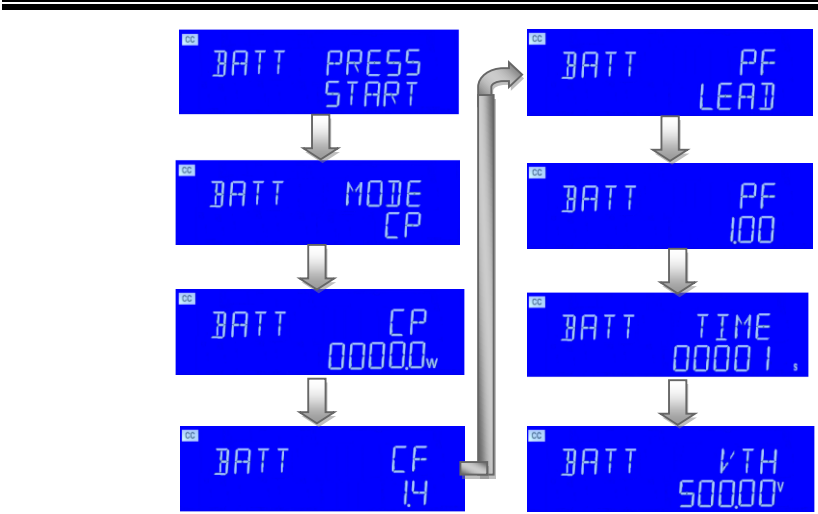 CC
BATT PRESS
START
CC
BATT MODE
CP
CC
BATT CP
0000.0W
CC
BATT CF
1.4
CC
BATT PF
LEAD
CC
BATT PF
1.00
CC
BATT TIME
00001 s
CC
BATT VTH
500.00V